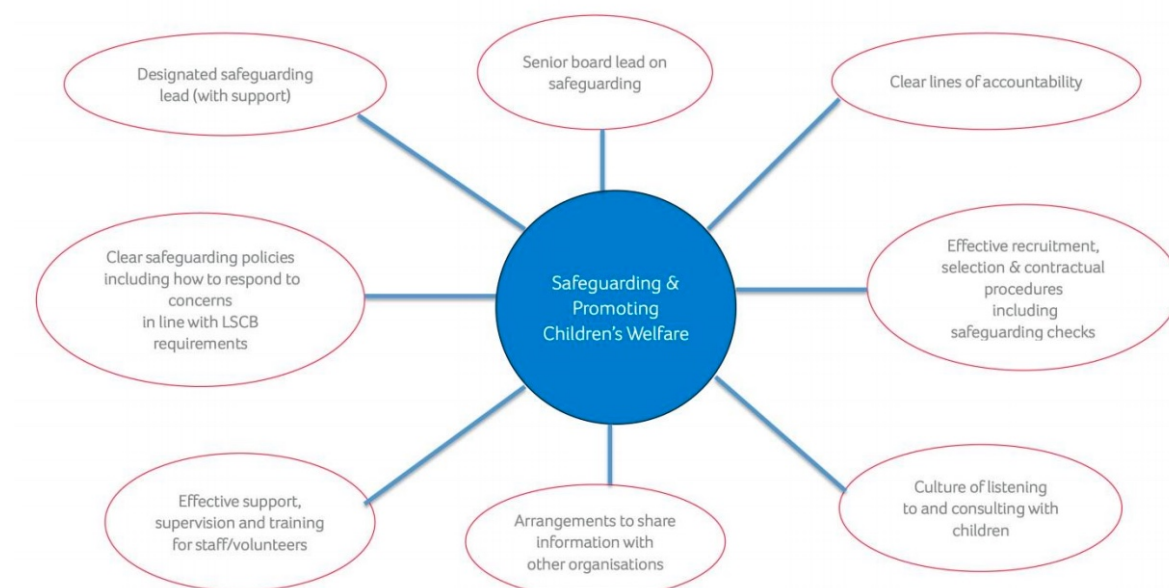 Designated safeguarding
lead (with support)
Senior board lead on
safeguarding
Clear lines of accountability
Clear safeguarding policies
including how to respond to
concerns
in line with LSCB
requirements
Safeguarding &
Promoting
Children's Welfare
Effective recruitment,
selection & contractual
procedures
including
safeguarding checks
Effective support,
supervision and training
for staff/volunteers
Arrangements to share
information with
other organisations
Culture of listening
to and consulting with
children